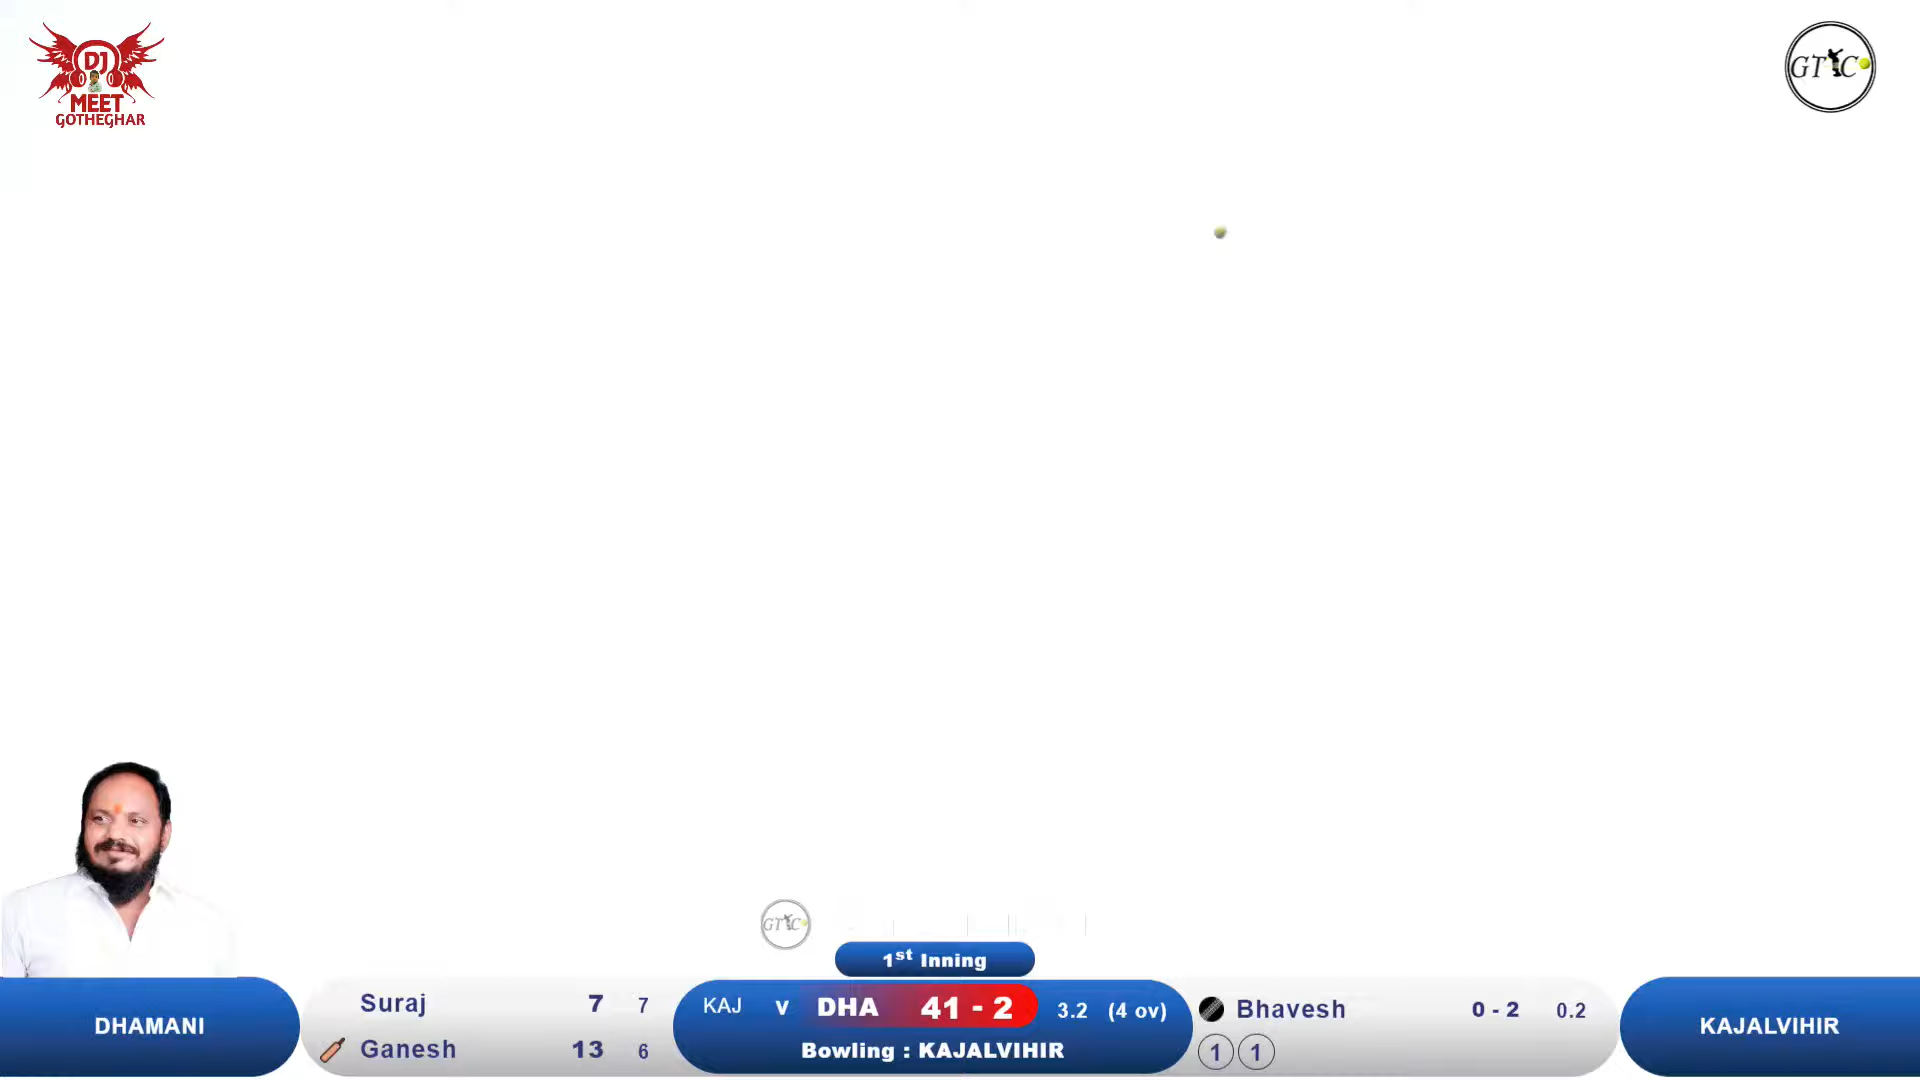 DJ
MEET
GOTHEGHAR
GTC
GTC
1st Inning
DHAMANI
Suraj 7 7
Ganesh 13 6
KAJ v DHA 41 - 2 3.2 (4 ov)
Bowling : KAJALVIHIR
Bhavesh 0 - 2 0.2
1 1
KAJALVIHIR